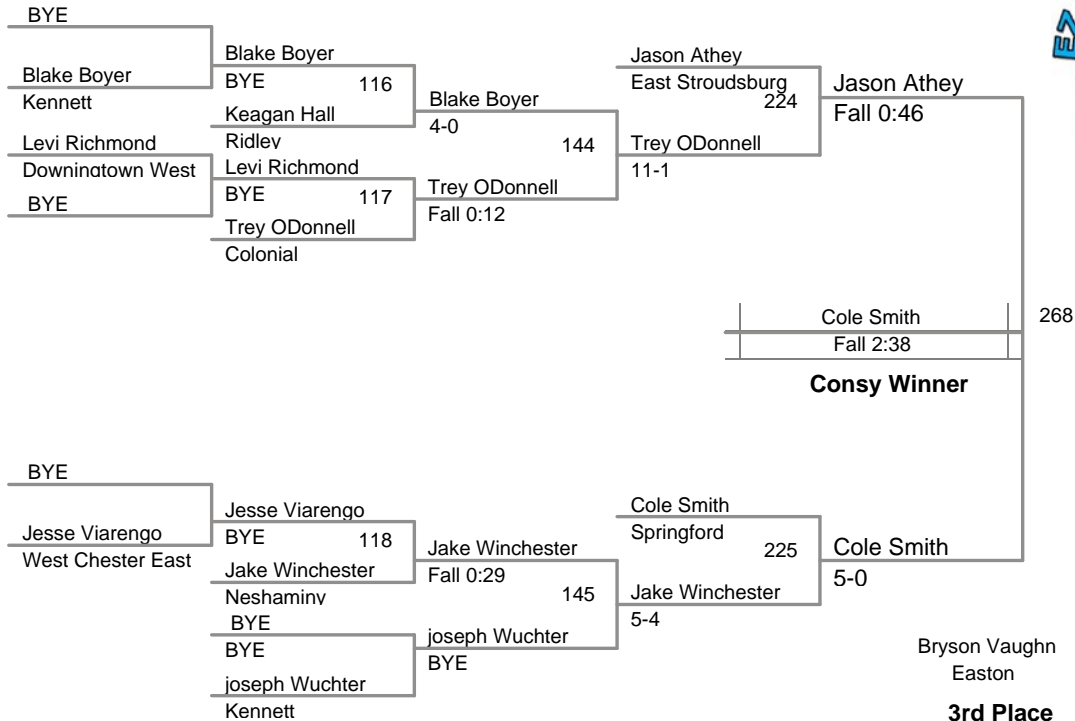 BYE
Blake Boyer
Kennett
Levi Richmond
Downingtown West
BYE
Blake Boyer
BYE 116
Keagan Hall
Ridley
Levi Richmond
BYE 117
Trey ODonnell
Colonial
Blake Boyer
4-0
144
Trey ODonnell
Fall 0:12
Jason Athey
East Stroudsburg
224
Trey ODonnell
11-1
Jason Athey
Fall 0:46
Cole Smith
Fall 2:38
268
Consy Winner
BYE
Jesse Viarengo
West Chester East
Jesse Viarengo
BYE 118
Jake Winchester
Neshaminy
BYE
BYE
joseph Wuchter
Kennett
Jake Winchester
Fall 0:29
145
joseph Wuchter
BYE
Cole Smith
Springford
225
Jake Winchester
5-4
Cole Smith
5-0
Bryson Vaughn
Easton
3rd Place